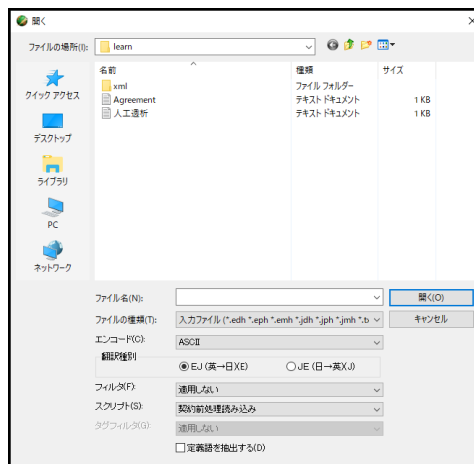 開く
ファイルの場所(I):
learn
名前
種類
サイズ
xml
ファイル フォルダー
Agreement
テキスト ドキュメント
1 KB
人工透析
テキスト ドキュメント
1 KB
クイック アクセス
デスクトップ
ライブラリ
PC
ネットワーク
ファイル名(N):
開く(O)
ファイルの種類(T):
入力ファイル (*.edh *.eph *.emh *.jdh *.jph *.jmh *.t
キャンセル
エンコード(C):
ASCII
翻訳種別
EJ (英→日)(E)
JE (日→英)(J)
フィルタ(F):
適用しない
スクリプト(S):
契約前処理読み込み
タグフィルタ(G):
適用しない
定義語を抽出する(D)